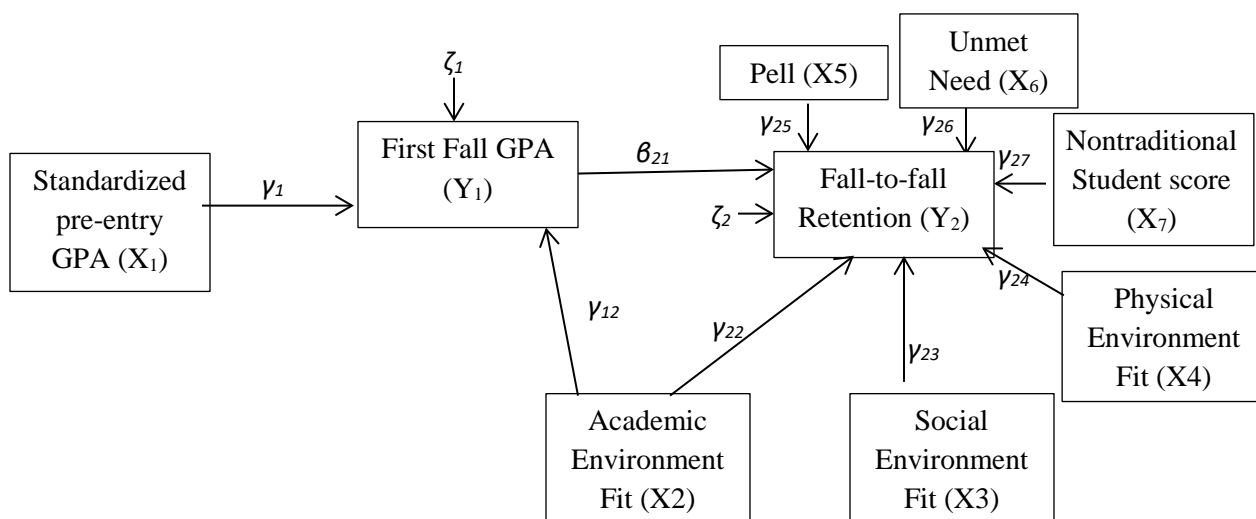 ζ1
Pell (X5)
Unmet
Need (X6)
γ25
γ26
First Fall GPA
(Y1)
β21
γ27
Nontraditional
Student score
(X7)
Standardized
pre-entry
GPA (X1)
γ1
Fall-to-fall
Retention (Y2)
ζ2
γ24
γ12
γ22
γ23
Physical
Environment
Fit (X4)
Academic
Environment
Fit (X2)
Social
Environment
Fit (X3)